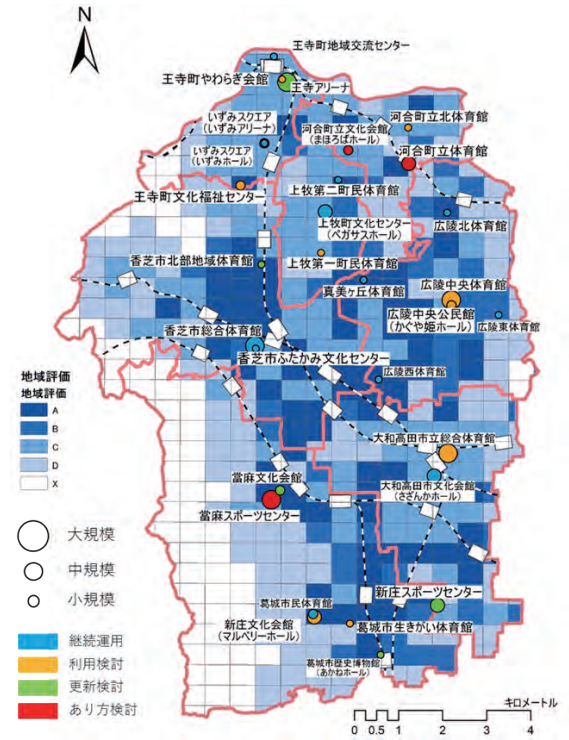 N
王寺町地域交流センター
王寺町やわらぎ会館
王寺アリーナ
いずみスクエア
(いずみアリーナ)
河合町立文化会館
(まほろばホール)
河合町立北体育館
いずみスクエア
(いずみホール)
河合町立体育館
王寺町文化福祉センター
上牧第二町民体育館
上牧町文化センター
(ペガサスホール)
広陵北体育館
香芝市北部地域体育館
上牧第一町民体育館
真美ヶ丘体育館
広陵中央体育館
広陵中央公民館
(かぐや姫ホール)
広陵東体育館
香芝市総合体育館
香芝市ふたかみ文化センター
広陵西体育館
地域評価
地域評価
A
B
C
D
X
大和高田市立総合体育館
大和高田市文化会館
(さざんかホール)
當麻文化会館
當麻スポーツセンター
大規模
中規模
小規模
新庄スポーツセンター
葛城市民体育館
新庄文化会館
(マルベリーホール)
葛城市生きがい体育館
葛城市歴史博物館
(あかねホール)
継続運用
利用検討
更新検討
あり方検討
キロメートル
0 0.5 1 2 3 4